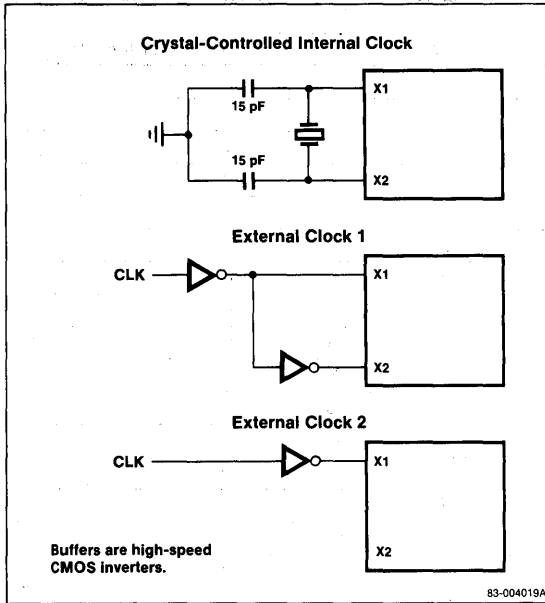 Crystal-Controlled Internal Clock
15 pF
X1
15 pF
X2
External Clock 1
CLK
X1
X2
External Clock 2
CLK
X1
X2
Buffers are high-speed
CMOS inverters.
83-004019A